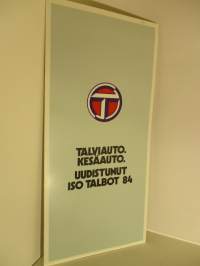 TALVIAUTO.
KESÄAUTO.
UUDISTUNUT
ISO TALBOT 84